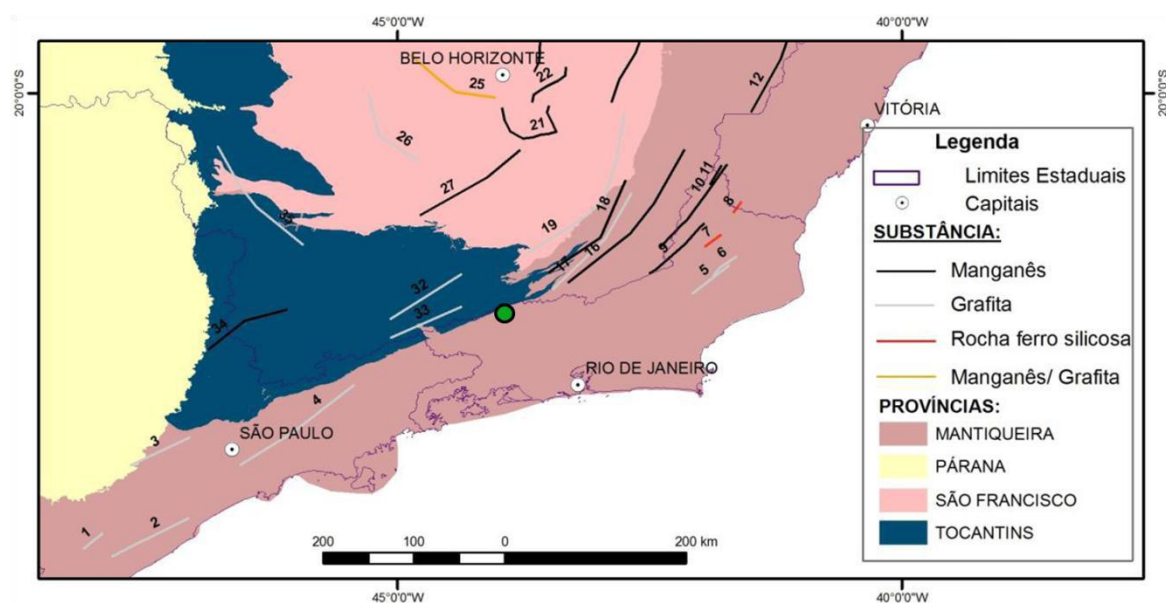 45°0'0"W
40°0'0"W
BELO HORIZONTE
20°0'0"S
20°0'0"S
25
22
21
12
26
27
VITÓRIA
18
19
10
11
8
7
6
5
9
16
17
32
33
34
RIO DE JANEIRO
SÃO PAULO
4
3
2
1
Legenda
Limites Estaduais
Capitais
SUBSTÂNCIA:
Manganês
Grafita
Rocha ferro silicosa
Manganês/ Grafita
PROVÍNCIAS:
MANTIQUEIRA
PÁRANA
SÃO FRANCISCO
TOCANTINS
200 100 0 200 km
45°0'0"W
40°0'0"W